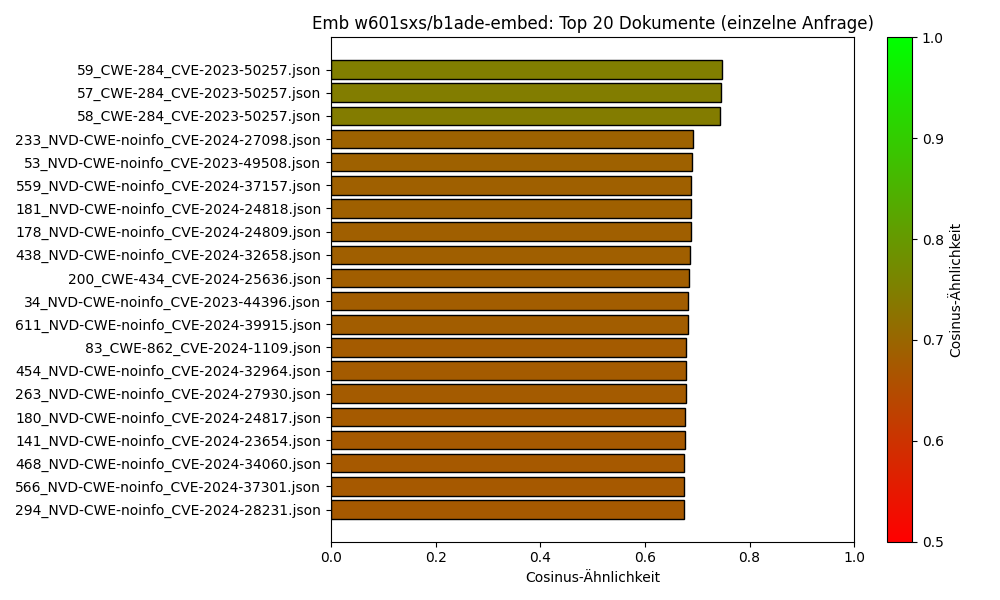 Emb w601sxs/b1ade-embed: Top 20 Dokumente (einzelne Anfrage)
59_CWE-284_CVE-2023-50257.json
57_CWE-284_CVE-2023-50257.json
58_CWE-284_CVE-2023-50257.json
233_NVD-CWE-noinfo_CVE-2024-27098.json
53_NVD-CWE-noinfo_CVE-2023-49508.json
559_NVD-CWE-noinfo_CVE-2024-37157.json
181_NVD-CWE-noinfo_CVE-2024-24818.json
178_NVD-CWE-noinfo_CVE-2024-24809.json
438_NVD-CWE-noinfo_CVE-2024-32658.json
200_CWE-434_CVE-2024-25636.json
34_NVD-CWE-noinfo_CVE-2023-44396.json
611_NVD-CWE-noinfo_CVE-2024-39915.json
83_CWE-862_CVE-2024-1109.json
454_NVD-CWE-noinfo_CVE-2024-32964.json
263_NVD-CWE-noinfo_CVE-2024-27930.json
180_NVD-CWE-noinfo_CVE-2024-24817.json
141_NVD-CWE-noinfo_CVE-2024-23654.json
468_NVD-CWE-noinfo_CVE-2024-34060.json
566_NVD-CWE-noinfo_CVE-2024-37301.json
294_NVD-CWE-noinfo_CVE-2024-28231.json
0.0 0.2 0.4 0.6 0.8 1.0
Cosinus-Ähnlichkeit
1.0
0.9
0.8
0.7
0.6
0.5
Cosinus-Ähnlichkeit